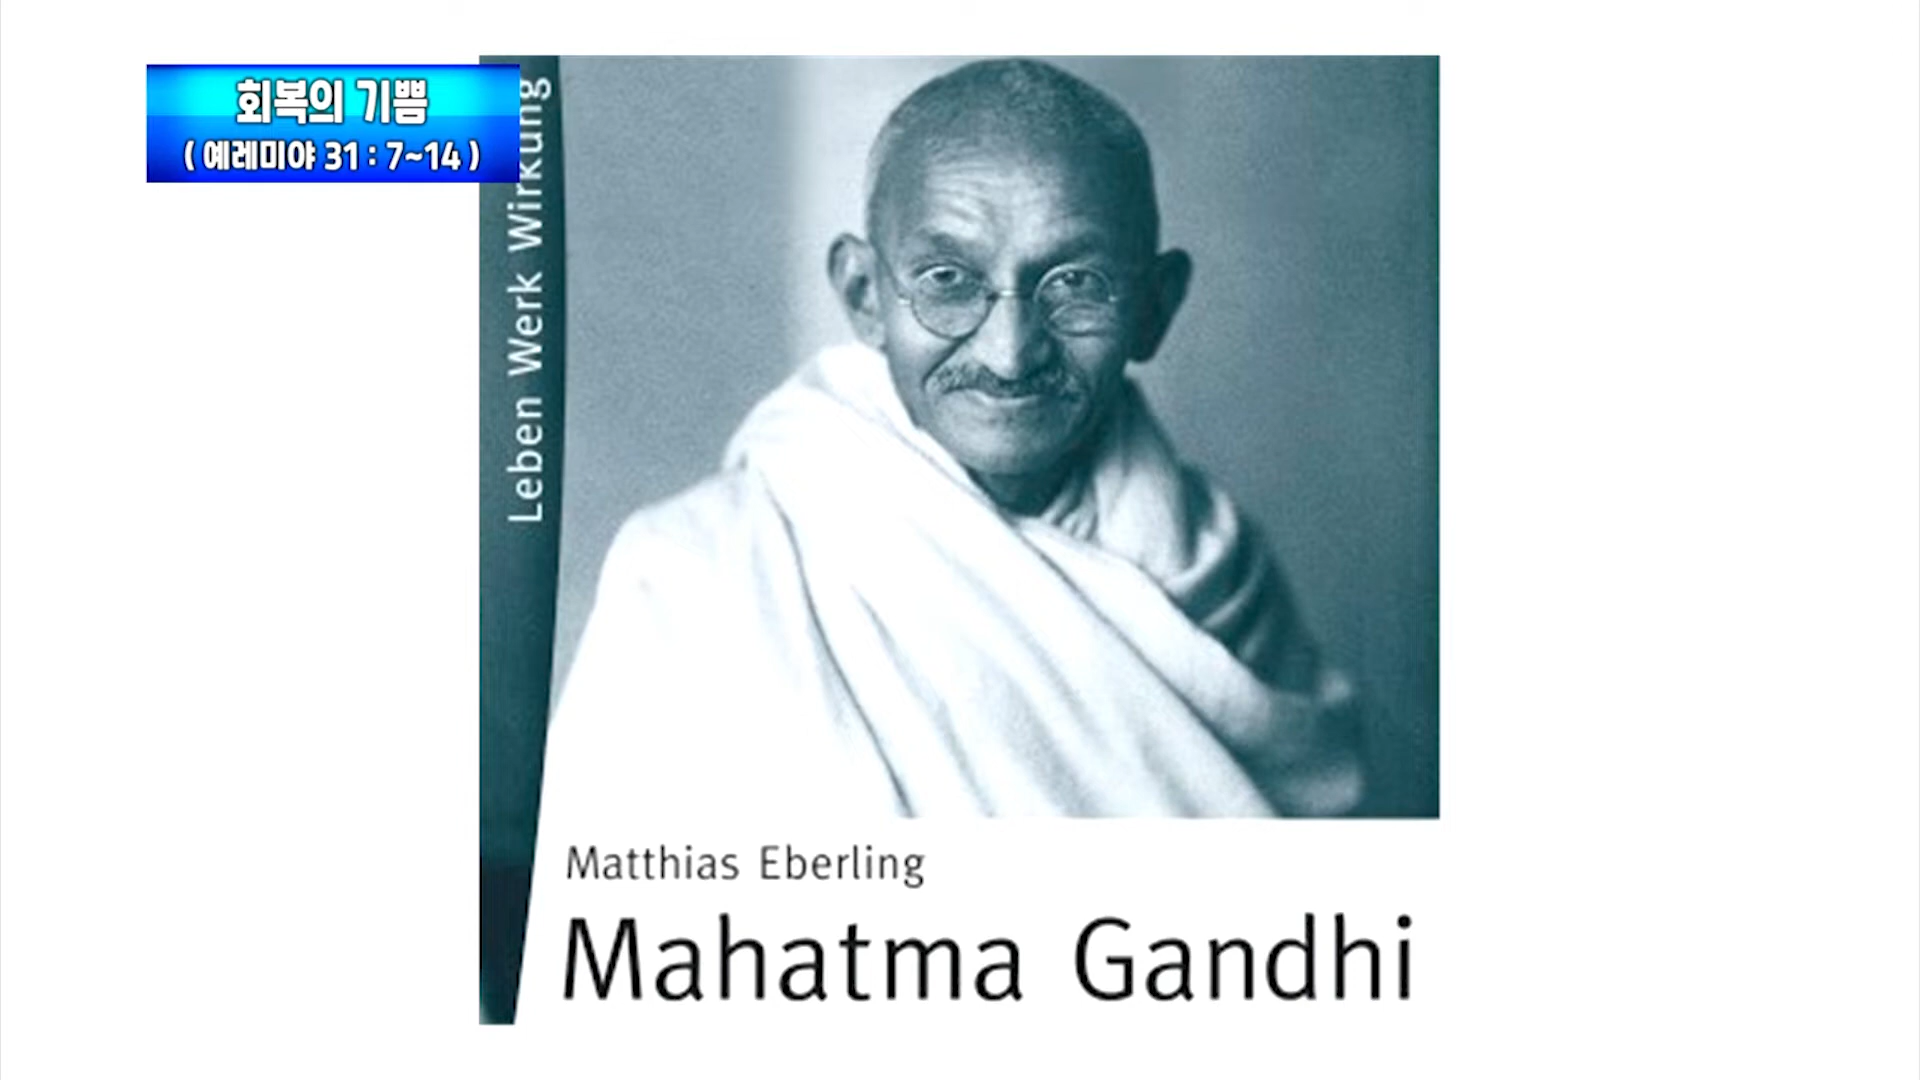 회복의 기쁨
( 예레미야 31 : 7~14 )
Leben Werk Wirkung
Matthias Eberling
Mahatma Gandhi